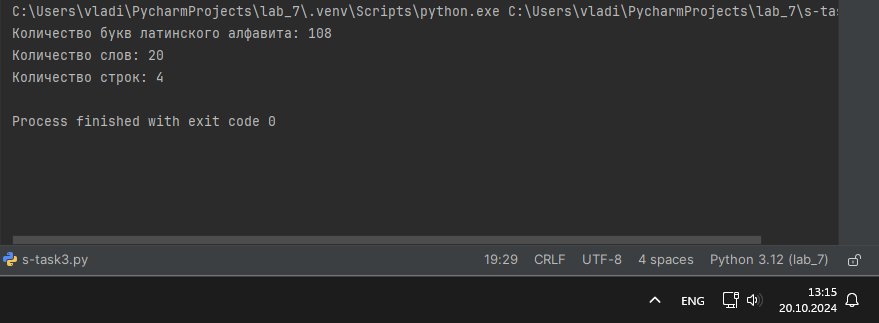 C:\Users\vladi\PycharmProjects\lab_7\.venv\Scripts\python.exe C:\Users\vladi\PycharmProjects\lab_7\s-tas
Количество букв латинского алфавита: 108
Количество слов: 20
Количество строк: 4
Process finished with exit code 0
s-task3.py 19:29 CRLF UTF-8 4 spaces Python 3.12 (lab_7)
ENG 13:15
20.10.2024